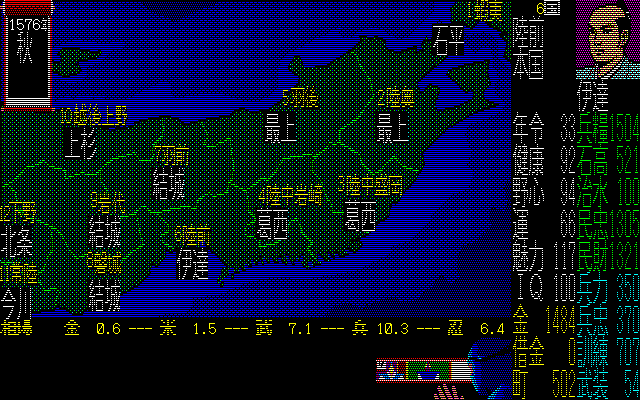 1576年
秋
1蝦東
石平
5羽後
最上
2陸奥
最上
10越後上野
上杉
7羽前
結城
12下野
北条
9岩代
結城
4陸中岩崎
葛西
3陸中盛岡
葛西
6陸前
伊達
11常陸
今川
8磐城
結城
相場 金 0.6 --- 米 1.5 --- 武 7.1 --- 兵 10.3 --- 忍 6.4
6国
陸前
本国
伊達
年令 33 兵糧 1504
健康 92 石高 521
野心 94 治水 100
運 66 民忠 1305
魅力 117 民財 1321
IQ 100 兵力 350
金 1484 兵忠 370
借金 0 訓練 707
町 502 武装 54